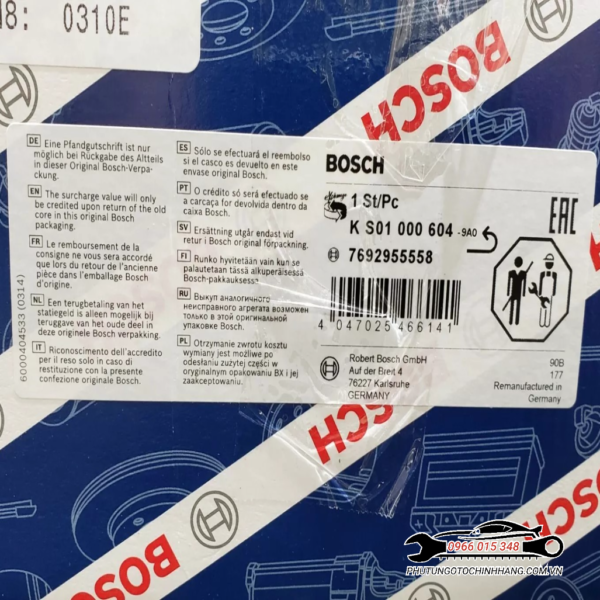 N8: 0310E
BOSCH
BOSCH
DE Eine Pfandgutschrift ist nur
möglich bei Rückgabe des Altteils
in dieser Original Bosch-Verpa-
ckung.
EN The surcharge value will only
be credited upon return of the old
core in this original Bosch
packaging.
FR Le remboursement de la
consigne ne vous sera accordé
que lors du retour de l'ancienne
pièce dans l'emballage Bosch
d'origine.
NL Een terugbetaling van het
statiegeld is alleen mogelijk bij
teruggave van het oude deel in
deze originele Bosch verpakking.
IT Riconoscimento dell'accredito
per il reso solo in caso di
restituzione con la presente
confezione originale Bosch.
6000404533 (0314)
ES Sólo se efectuará el reembolso
si el casco es devuelto en este
envase original Bosch.
PT O crédito só será efectuado se
a carcaça for devolvida dentro da
caixa Bosch.
SV Ersättning utgår endast vid
retur i Bosch original förpackning.
FI Runko hyvitetään vain kun se
palautetaan tässä alkuperäisessä
Bosch-pakkauksessa.
RU Выкуп аналогичного
неисправного агрегата возможен
только в этой оригинальной
упаковке Bosch.
PL Otrzymanie zwrotu kosztu
wymiany jest możliwe po
odesłaniu zużytej części w
oryginalnym opakowaniu BX i jej
zaakceptowaniu.
BOSCH
1 St/Pc
K S01 000 604 -9A0
7692955558
EAC
4 047025 466141
Robert Bosch GmbH
Auf der Breit 4
76227 Karlsruhe
GERMANY
90B
177
Remanufactured in
Germany
BOSCH
BOSCH
BOSCH
BOSCH
0966 015 348
PHUTUNGOTOCHINHHANG.COM.VN